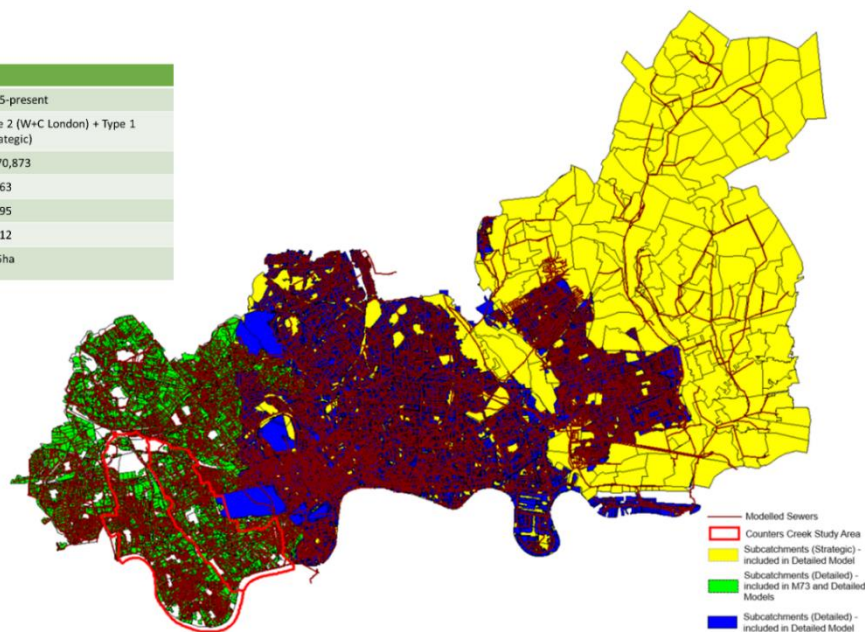 5-present
e 2 (W+C London) + Type 1
ategic)
70,873
63
95
12
ha
Modelled Sewers
Counters Creek Study Area
Subcatchments (Strategic) -
included in Detailed Model
Subcatchments (Detailed) -
included in M73 and Detailed
Models
Subcatchments (Detailed) -
included in Detailed Model